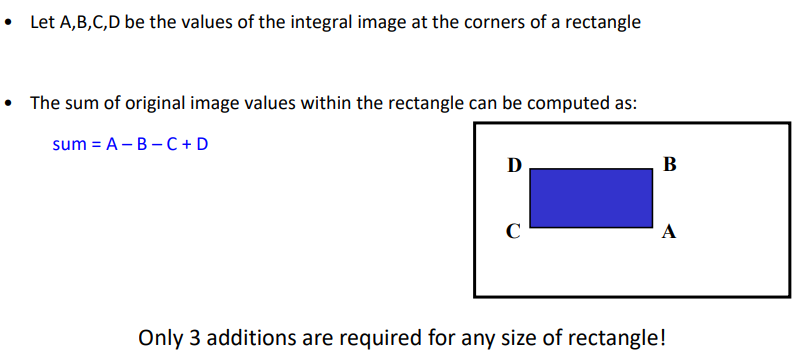 • Let A,B,C,D be the values of the integral image at the corners of a rectangle
• The sum of original image values within the rectangle can be computed as:
sum = A – B – C + D
D B
C A
Only 3 additions are required for any size of rectangle!